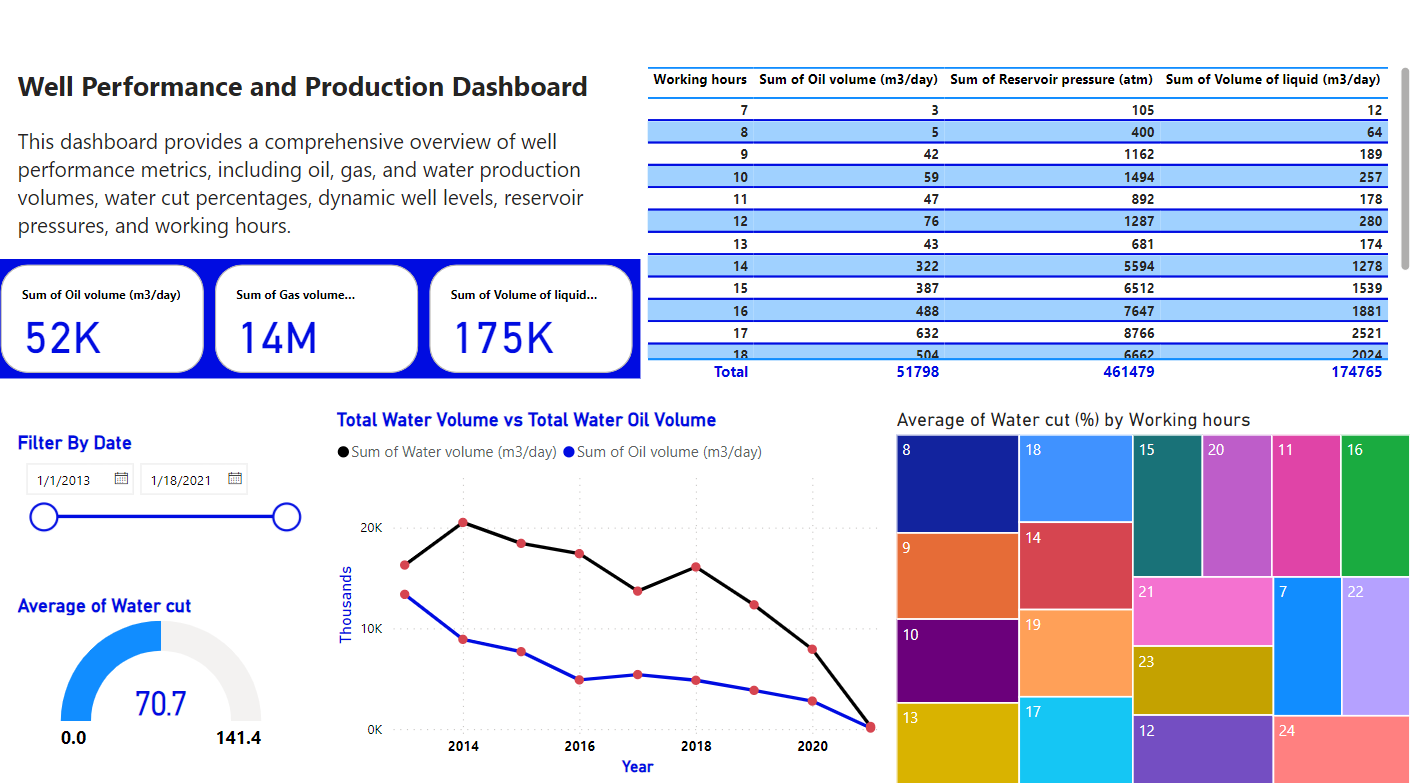 Well Performance and Production Dashboard
This dashboard provides a comprehensive overview of well
performance metrics, including oil, gas, and water production
volumes, water cut percentages, dynamic well levels, reservoir
pressures, and working hours.
Sum of Oil volume (m3/day)
52K
Sum of Gas volume...
14M
Sum of Volume of liquid...
175K
Working hours Sum of Oil volume (m3/day) Sum of Reservoir pressure (atm) Sum of Volume of liquid (m3/day)
7 3 105 12
8 5 400 64
9 42 1162 189
10 59 1494 257
11 47 892 178
12 76 1287 280
13 43 681 174
14 322 5594 1278
15 387 6512 1539
16 488 7647 1881
17 632 8766 2521
18 504 6662 2024
Total 51798 461479 174765
Filter By Date
1/1/2013 1/18/2021
Average of Water cut
70.7
0.0 141.4
Total Water Volume vs Total Water Oil Volume
Sum of Water volume (m3/day) Sum of Oil volume (m3/day)
Thousands
20K
10K
0K
2014 2016 2018 2020
Year
Average of Water cut (%) by Working hours
8
9
10
13
18
14
19
17
15
20
11
16
21
23
12
7
22
24